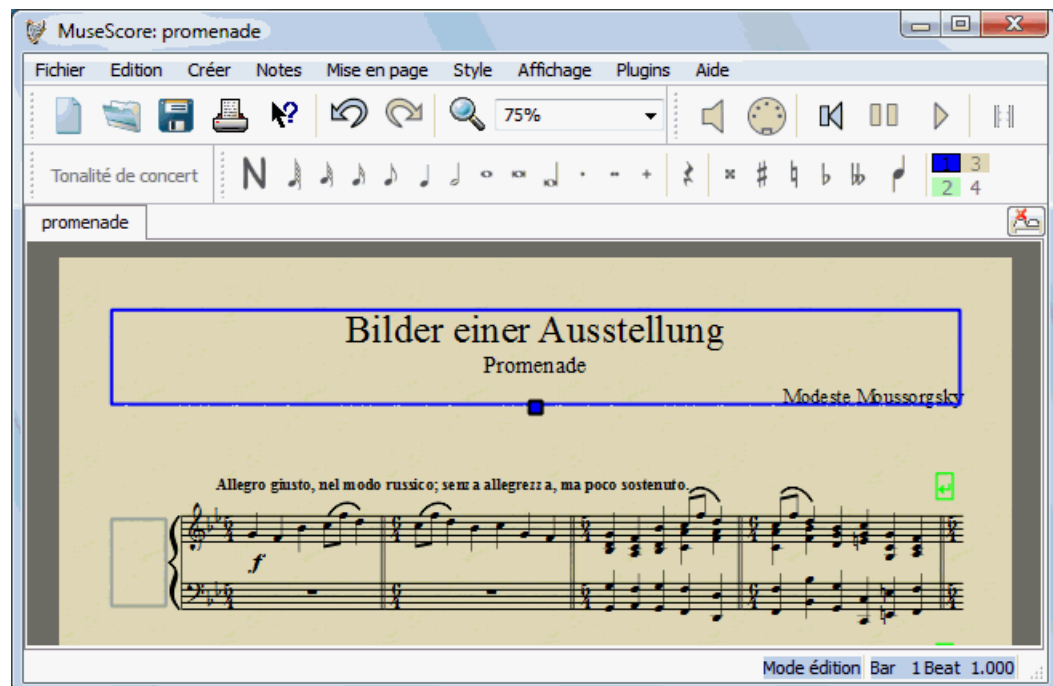 MuseScore: promenade
Fichier Edition Créer Notes Mise en page Style Affichage Plugins Aide
75%
Tonalité de concert N 1 3
2 4
promenade
Bilder einer Ausstellung
Promenade
Modeste Moussorgsky
Allegro giusto, nel modo russico; senza allegrezza, ma poco sostenuto.
f
Mode édition Bar 1 Beat 1.000